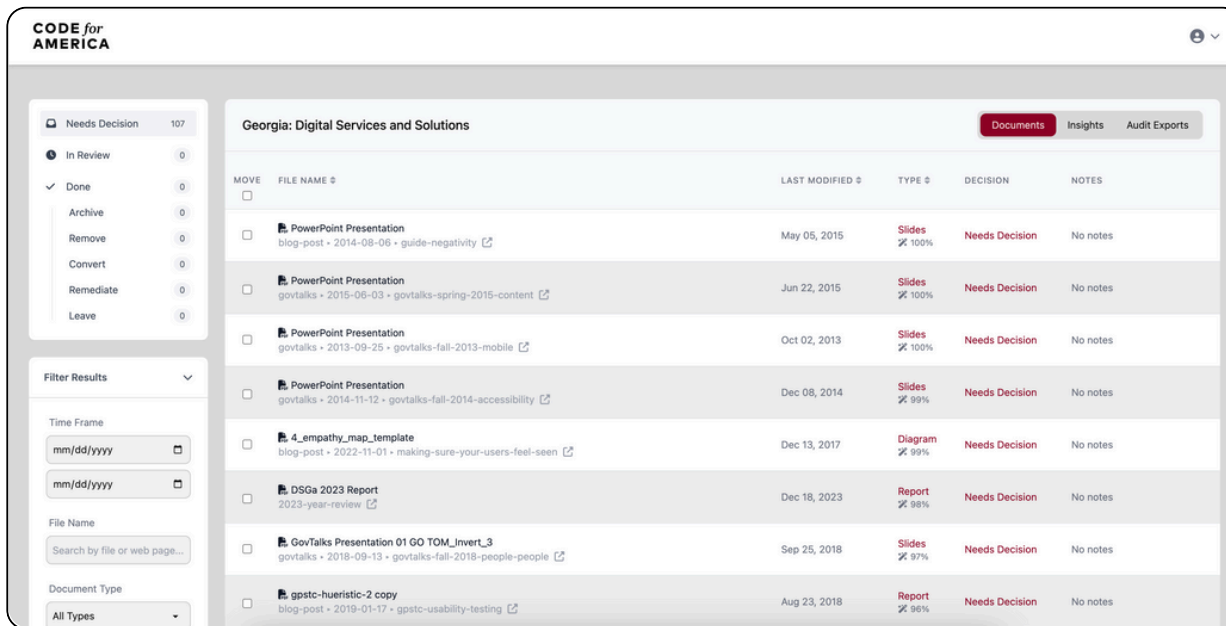 CODE for
AMERICA
Needs Decision 107
In Review 0
Done 0
Archive 0
Remove 0
Convert 0
Remediate 0
Leave 0
Filter Results
Time Frame
mm/dd/yyyy
mm/dd/yyyy
File Name
Search by file or web page...
Document Type
All Types
Georgia: Digital Services and Solutions
Documents Insights Audit Exports
MOVE FILE NAME LAST MODIFIED TYPE DECISION NOTES
PowerPoint Presentation May 05, 2015 Slides Needs Decision No notes
blog-post • 2014-08-06 • guide-negativity 100%
PowerPoint Presentation Jun 22, 2015 Slides Needs Decision No notes
govtalks • 2015-06-03 • govtalks-spring-2015-content 100%
PowerPoint Presentation Oct 02, 2013 Slides Needs Decision No notes
govtalks • 2013-09-25 • govtalks-fall-2013-mobile 100%
PowerPoint Presentation Dec 08, 2014 Slides Needs Decision No notes
govtalks • 2014-11-12 • govtalks-fall-2014-accessibility 99%
4_empathy_map_template Dec 13, 2017 Diagram Needs Decision No notes
blog-post • 2022-11-01 • making-sure-your-users-feel-seen 99%
DSGa 2023 Report Dec 18, 2023 Report Needs Decision No notes
2023-year-review 98%
GovTalks Presentation 01 GO TOM_Invert_3 Sep 25, 2018 Slides Needs Decision No notes
govtalks • 2018-09-13 • govtalks-fall-2018-people-people 97%
gpstc-hueristic-2 copy Aug 23, 2018 Report Needs Decision No notes
blog-post • 2019-01-17 • gpstc-usability-testing 96%